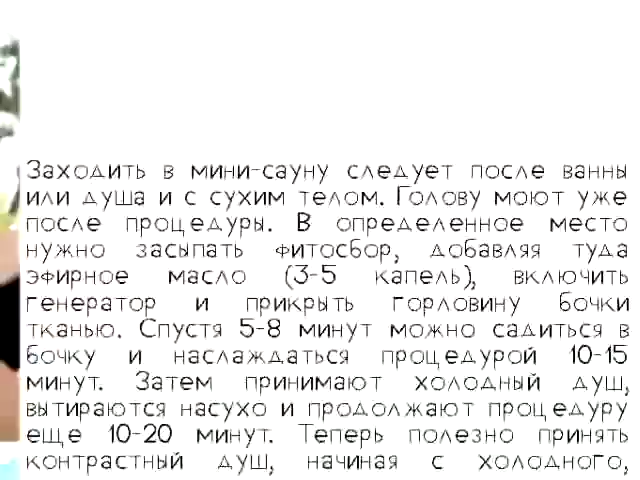 Заходить в мини-сауну следует после ванны
или душа и с сухим телом. Голову моют уже
после процедуры. В определенное место
нужно засыпать фитосбор, добавляя туда
эфирное масло (3-5 капель), включить
генератор и прикрыть горловину бочки
тканью. Спустя 5-8 минут можно садиться в
бочку и наслаждаться процедурой 10-15
минут. Затем принимают холодный душ,
вытираются насухо и продолжают процедуру
еще 10-20 минут. Теперь полезно принять
контрастный душ, начиная с холодного,